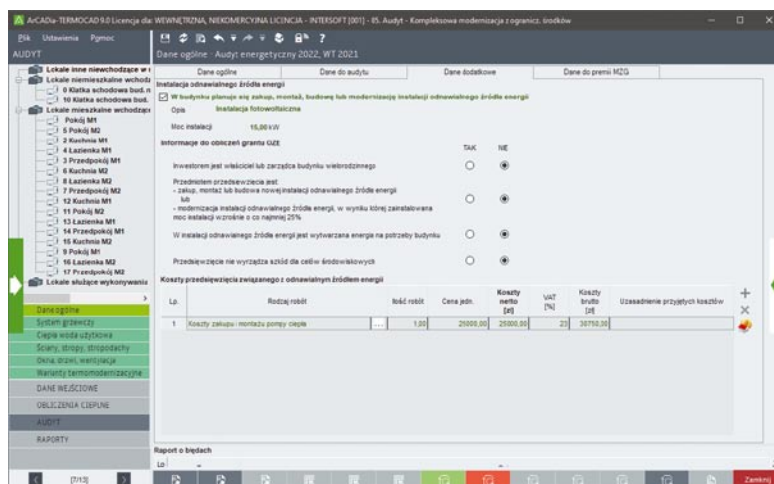 ArCADia-TERMOCAD 9.0 Licencja dla: WEWNĘTRZNA, NIEKOMERCYJNA LICENCJA - INTERSOFT [001] - 85. Audyt - Kompleksowa modernizacja z ogranicz. środków
Plik Ustawienia Pomoc
AUDYT
Dane ogólne - Audyt energetyczny 2022, WT 2021
Lokale inne niewchodzące w s
Lokale niemieszkalne wchodz
0 Klatka schodowa bud. n
10 Klatka schodowa bud.
Lokale mieszkalne wchodzące
Pokój M1
5 Pokój M2
2 Kuchnia M1
4 Łazienka M1
3 Przedpokój M1
6 Kuchnia M2
8 Łazienka M2
7 Przedpokój M2
12 Kuchnia M1
11 Pokój M2
13 Łazienka M1
14 Przedpokój M1
15 Kuchnia M2
9 Pokój M1
16 Łazienka M2
17 Przedpokój M2
Lokale służące wykonywaniu
Dane ogólne
System grzewczy
Ciepła woda użytkowa
Ściany, stropy, stropodachy
Okna, drzwi, wentylacja
Warianty termomodernizacyjne
DANE WEJŚCIOWE
OBLICZENIA CIEPLNE
AUDYT
RAPORTY
[7/13]
Dane ogólne Dane do audytu Dane dodatkowe Dane do premii MZG
Instalacja odnawialnego źródła energii
W budynku planuje się zakup, montaż, budowę lub modernizację instalacji odnawialnego źródła energii
Opis Instalacja fotowoltaiczna
Moc instalacji 15,00 kW
Informacje do obliczeń grantu OZE
TAK NIE
Inwestorem jest właściciel lub zarządca budynku wielorodzinnego
Przedmiotem przedsięwzięcia jest:
- zakup, montaż lub budowa nowej instalacji odnawialnego źródła energii
lub
- modernizacja instalacji odnawialnego źródła energii, w wyniku której zainstalowana
moc instalacji wzrośnie o co najmniej 25%
W instalacji odnawialnego źródła energii jest wytwarzana energia na potrzeby budynku
Przedsięwzięcie nie wyrządza szkód dla celów środowiskowych
Koszty przedsięwzięcia związanego z odnawialnym źródłem energii
Lp. Rodzaj robót Ilość robót Cena jedn. Koszty netto [zł] VAT [%] Koszty brutto [zł] Uzasadnienie przyjętych kosztów
1 Koszty zakupu i montażu pompy ciepła ... 1,00 25000,00 25000,00 23 30750,00
Raport o błędach
Zamknij